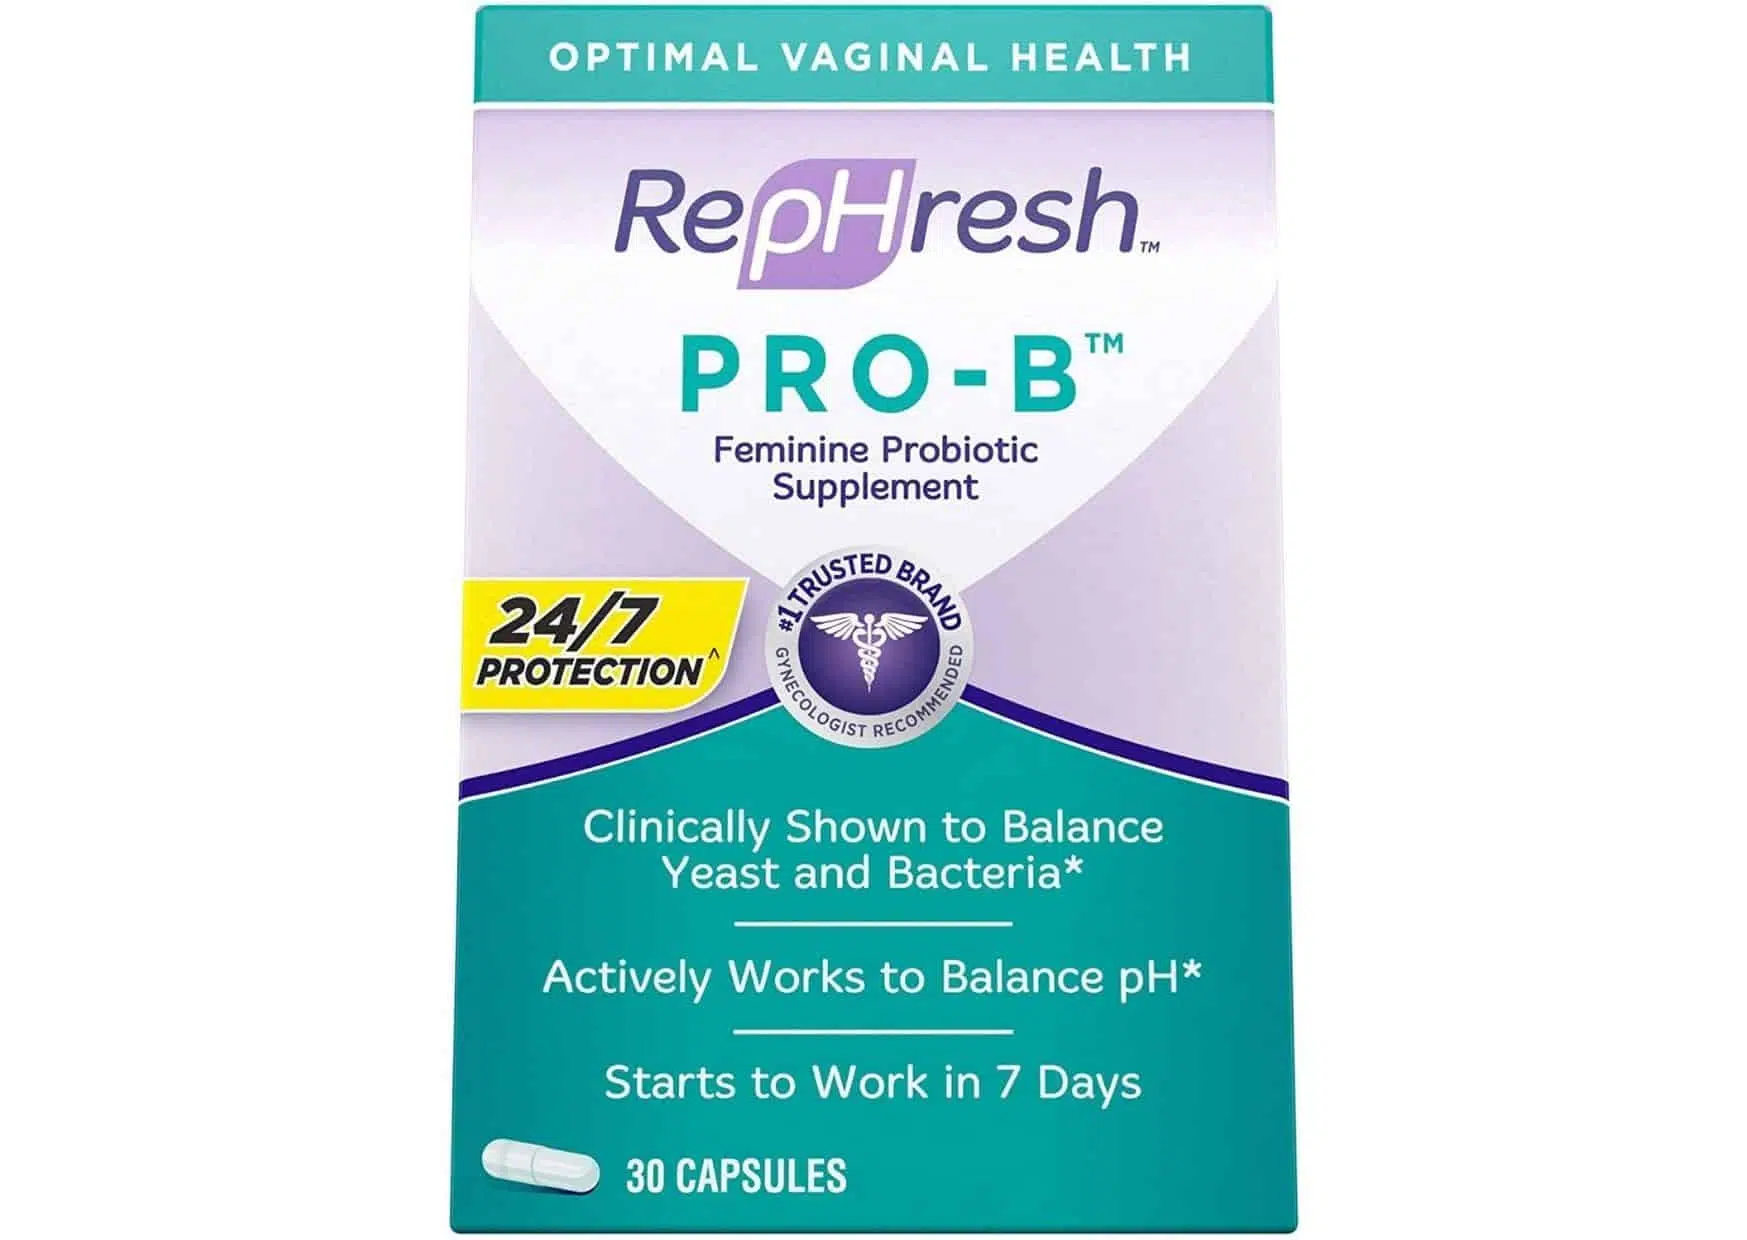 OPTIMAL VAGINAL HEALTH
RepHresh™
PRO-B™
Feminine Probiotic
Supplement
#1 TRUSTED BRAND
GYNECOLOGIST RECOMMENDED
24/7
PROTECTION^
Clinically Shown to Balance
Yeast and Bacteria*
Actively Works to Balance pH*
Starts to Work in 7 Days
30 CAPSULES